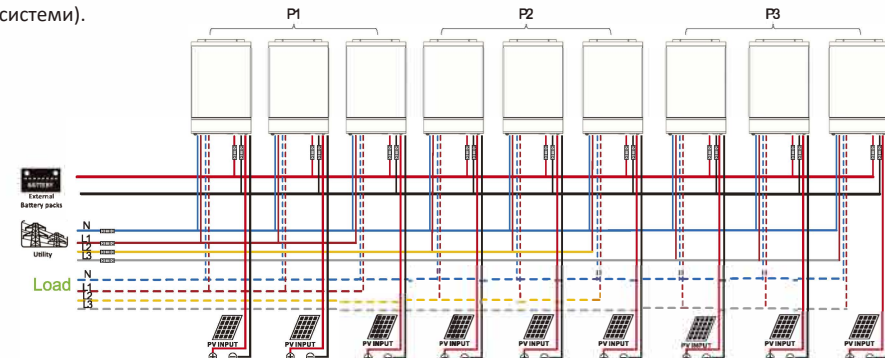 системи).
P1
P2
P3
BATTERY
External
Battery packs
N
L1
L2
L3
Utility
Load
N
L1
L2
L3
PV INPUT
PV INPUT
PV INPUT
PV INPUT
PV INPUT
PV INPUT
PV INPUT
PV INPUT
PV INPUT